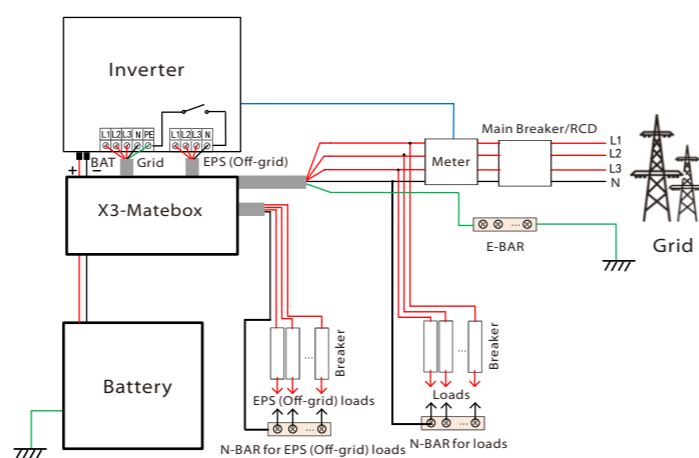 Inverter
L1 L2 L3 N PE
L1 L2 L3 N
+ BAT −
Grid
EPS (Off-grid)
X3-Matebox
Battery
Main Breaker/RCD
Meter
L1
L2
L3
N
Grid
E-BAR
...
Breaker
...
EPS (Off-grid) loads
...
N-BAR for EPS (Off-grid) loads
Breaker
...
Loads
...
N-BAR for loads